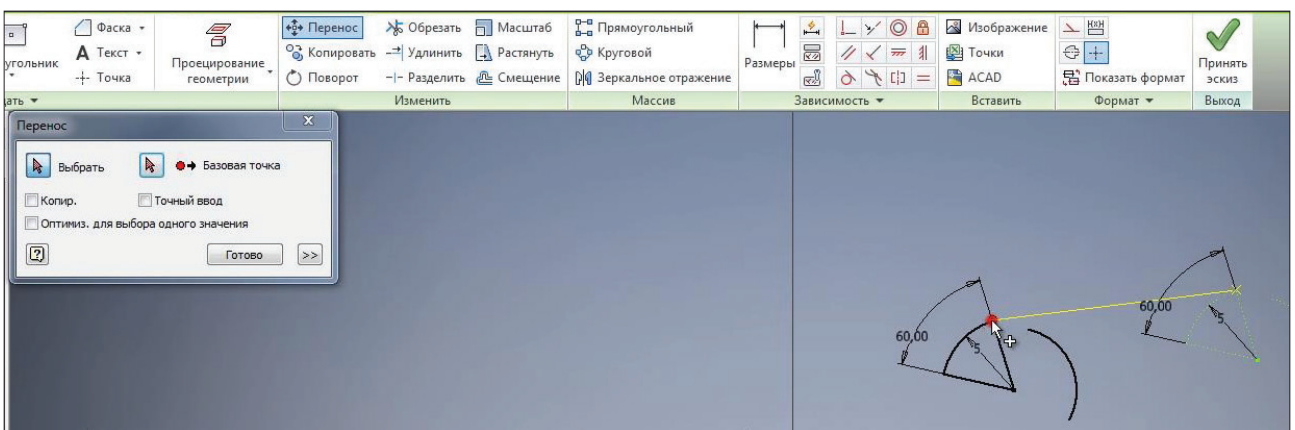 Фаска Перенос Обрезать Масштаб Прямоугольный Изображение
угольник А Текст Проецирование геометрии Копировать Удлинить Растянуть Круговой Размеры Точки Принять эскиз
Точка Поворот Разделить Смещение Зеркальное отражение ACAD Показать формат
ать Изменить Массив Зависимость Вставить Формат Выход
Перенос
Выбрать Базовая точка
Копир. Точный ввод
Оптимиз. для выбора одного значения
Готово >>
60,00
5
60,00
5